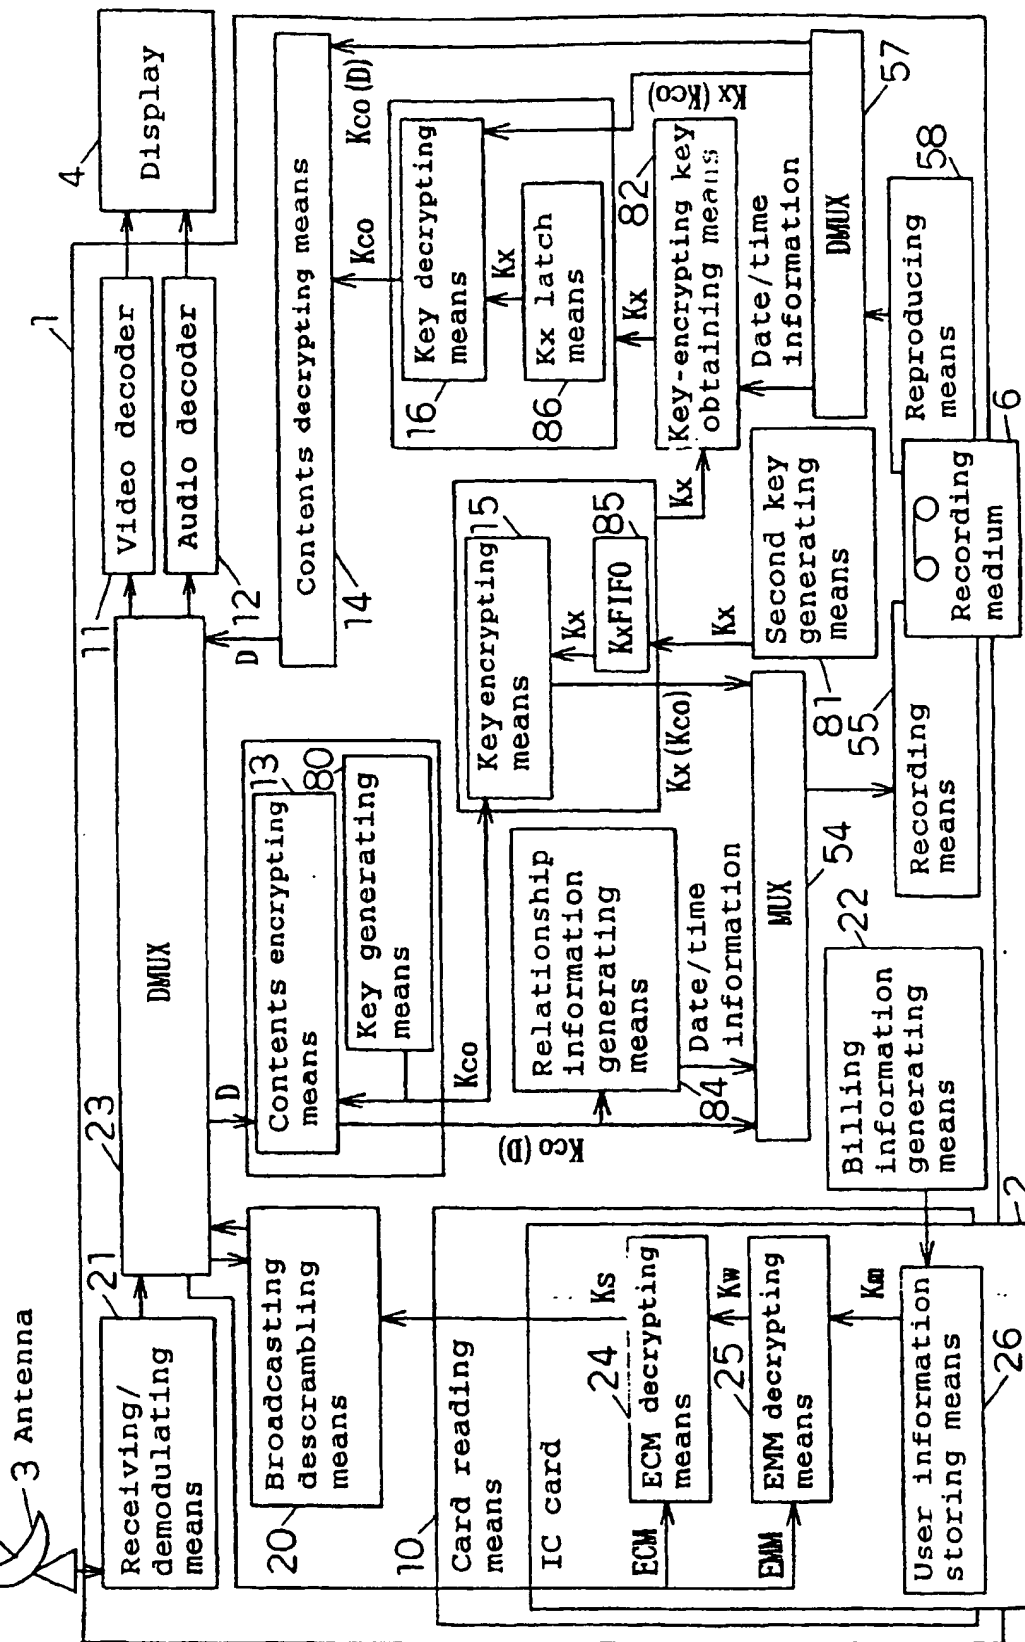 3 Antenna
1
Receiving/
demodulating
means
21
23
DMUX
11
Video decoder
Audio decoder
12
4
Display
20
Broadcasting
descrambling
means
D
Contents encrypting
means
13
Key generating
means
80
D
Contents decrypting means
14
Kco (D)
Kco
Kco (D)
Kco
Key decrypting
means
16
Kx
Kx latch
means
86
Kx (Kco)
10
Card reading
means
IC card
2
Ks
ECM
ECM decrypting
means
24
Kw
EMM
EMM decrypting
means
25
Km
User information
storing means
26
Relationship
information
generating
means
84
Date/time
information
Key encrypting
means
15
Kx
KxFIFO
85
Kx (Kco)
Kx
Kx
Kx
Key-encrypting key
obtaining means
82
Second key
generating
means
81
Date/time
information
MUX
54
DMUX
57
Billing
information
generating
means
22
Recording
means
55
Recording
medium
6
Reproducing
means
58